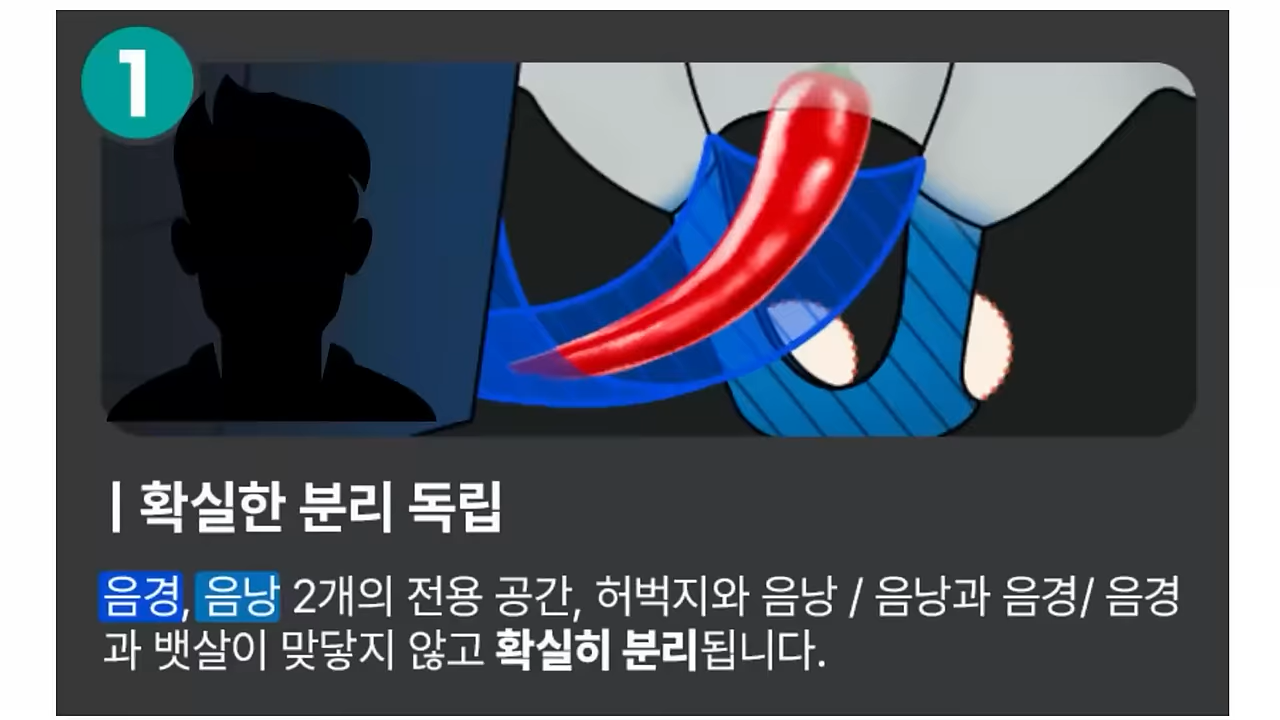 1
| 확실한 분리 독립
음경, 음낭 2개의 전용 공간, 허벅지와 음낭 / 음낭과 음경/ 음경
과 뱃살이 맞닿지 않고 확실히 분리됩니다.